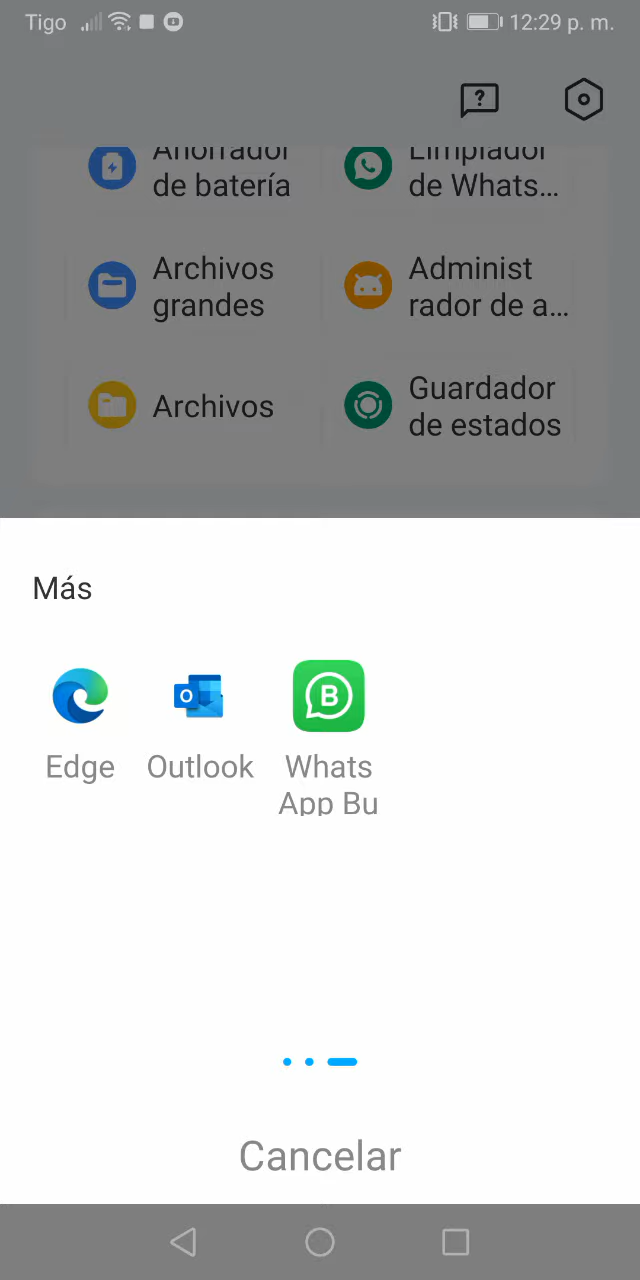 Tigo 12:29 p. m.
Ahorrador
de batería
Limpiador
de Whats...
Archivos
grandes
Administ
rador de a...
Archivos
Guardador
de estados
Más
Edge
Outlook
Whats
App Bu
Cancelar